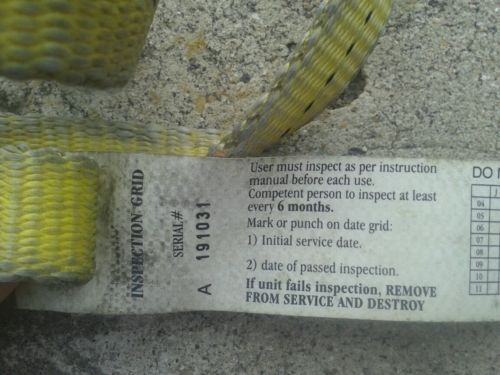 INSPECTION GRID
SERIAL#
A 191031
User must inspect as per instruction
manual before each use.
Competent person to inspect at least
every 6 months.
Mark or punch on date grid:
1) Initial service date.
2) date of passed inspection.
If unit fails inspection, REMOVE
FROM SERVICE AND DESTROY
DO
J
04
05
06
07
08
09
10
11